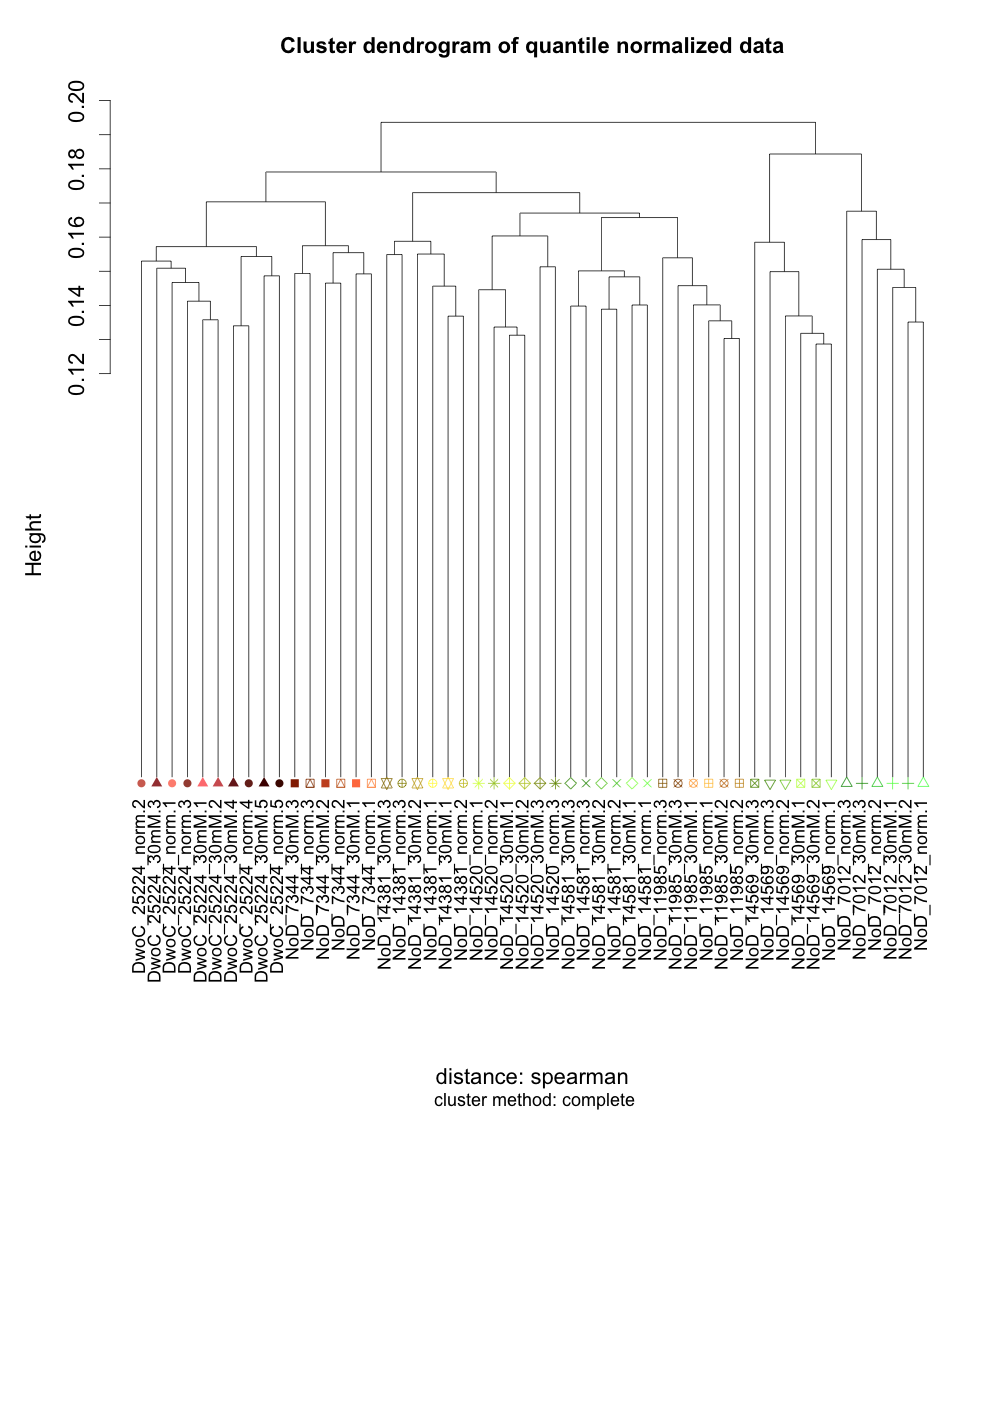 Cluster dendrogram of quantile normalized data
Height
0.20
0.18
0.16
0.14
0.12
DwoC_25224_norm.2
DwoC_25224_30mM.3
DwoC_25224_norm.1
DwoC_25224_norm.3
DwoC_25224_30mM.1
DwoC_25224_30mM.2
DwoC_25224_30mM.4
DwoC_25224_norm.4
DwoC_25224_30mM.5
DwoC_25224_norm.5
NoD_7344_30mM.3
NoD_7344_norm.3
NoD_7344_30mM.2
NoD_7344_norm.2
NoD_7344_30mM.1
NoD_7344_norm.1
NoD_14381_30mM.3
NoD_14381_norm.3
NoD_14381_30mM.2
NoD_14381_norm.1
NoD_14381_30mM.1
NoD_14381_norm.2
NoD_14520_norm.1
NoD_14520_norm.2
NoD_14520_30mM.1
NoD_14520_30mM.2
NoD_14520_30mM.3
NoD_14520_norm.3
NoD_14581_30mM.3
NoD_14581_norm.3
NoD_14581_30mM.2
NoD_14581_norm.2
NoD_14581_30mM.1
NoD_14581_norm.1
NoD_11985_norm.3
NoD_11985_30mM.3
NoD_11985_30mM.1
NoD_11985_norm.1
NoD_11985_30mM.2
NoD_11985_norm.2
NoD_14569_30mM.3
NoD_14569_norm.3
NoD_14569_norm.2
NoD_14569_30mM.1
NoD_14569_30mM.2
NoD_14569_norm.1
NoD_7012_norm.3
NoD_7012_30mM.3
NoD_7012_norm.2
NoD_7012_30mM.1
NoD_7012_30mM.2
NoD_7012_norm.1
distance: spearman
cluster method: complete